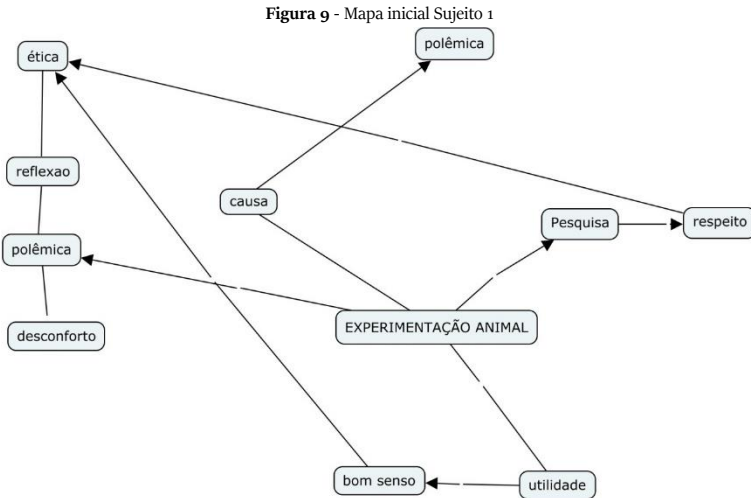 Figura 9 - Mapa inicial Sujeito 1
polêmica
ética
reflexao
causa
Pesquisa
respeito
polêmica
EXPERIMENTAÇÃO ANIMAL
desconforto
bom senso
utilidade